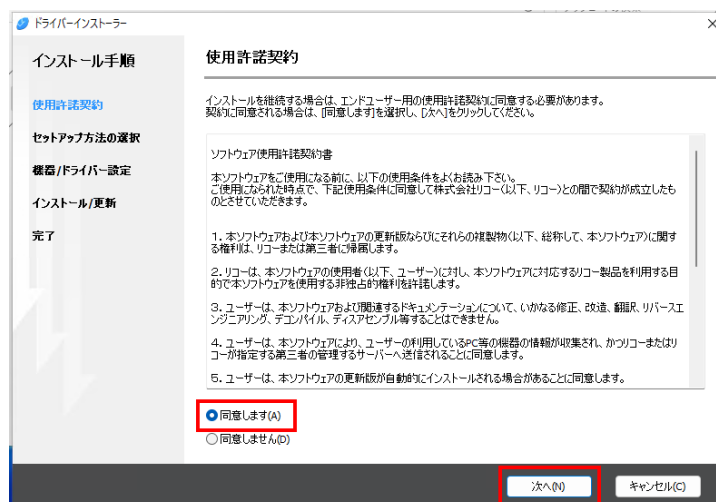 ドライバーインストーラー
インストール手順
使用許諾契約
セットアップ方法の選択
機器/ドライバー設定
インストール/更新
完了
使用許諾契約
インストールを継続する場合は、エンドユーザー用の使用許諾契約に同意する必要があります。
契約に同意される場合は、[同意します]を選択し、[次へ]をクリックしてください。
ソフトウェア使用許諾契約書
本ソフトウェアをご使用になる前に、以下の使用条件をよくお読み下さい。
ご使用になられた時点で、下記使用条件に同意して株式会社リコー(以下、リコー)との間で契約が成立したも
のとさせていただきます。
1. 本ソフトウェアおよび本ソフトウェアの更新版ならびにそれらの複製物(以下、総称して、本ソフトウェア)に関す
る権利は、リコーまたは第三者に帰属します。
2. リコーは、本ソフトウェアの使用者(以下、ユーザー)に対し、本ソフトウェアに対応するリコー製品を利用する目
的で本ソフトウェアを使用する非独占的権利を許諾します。
3. ユーザーは、本ソフトウェアおよび関連するドキュメンテーションについて、いかなる修正、改造、翻訳、リバースエ
ンジニアリング、デコンパイル、ディスアセンブル等することはできません。
4. ユーザーは、本ソフトウェアにより、ユーザーの利用しているPC等の機器の情報が収集され、かつリコーまたはリ
コーが指定する第三者の管理するサーバーへ送信されることに同意します。
5. ユーザーは、本ソフトウェアの更新版が自動的にインストールされる場合があることに同意します。
同意します(A)
同意しません(D)
次へ(N)
キャンセル(C)